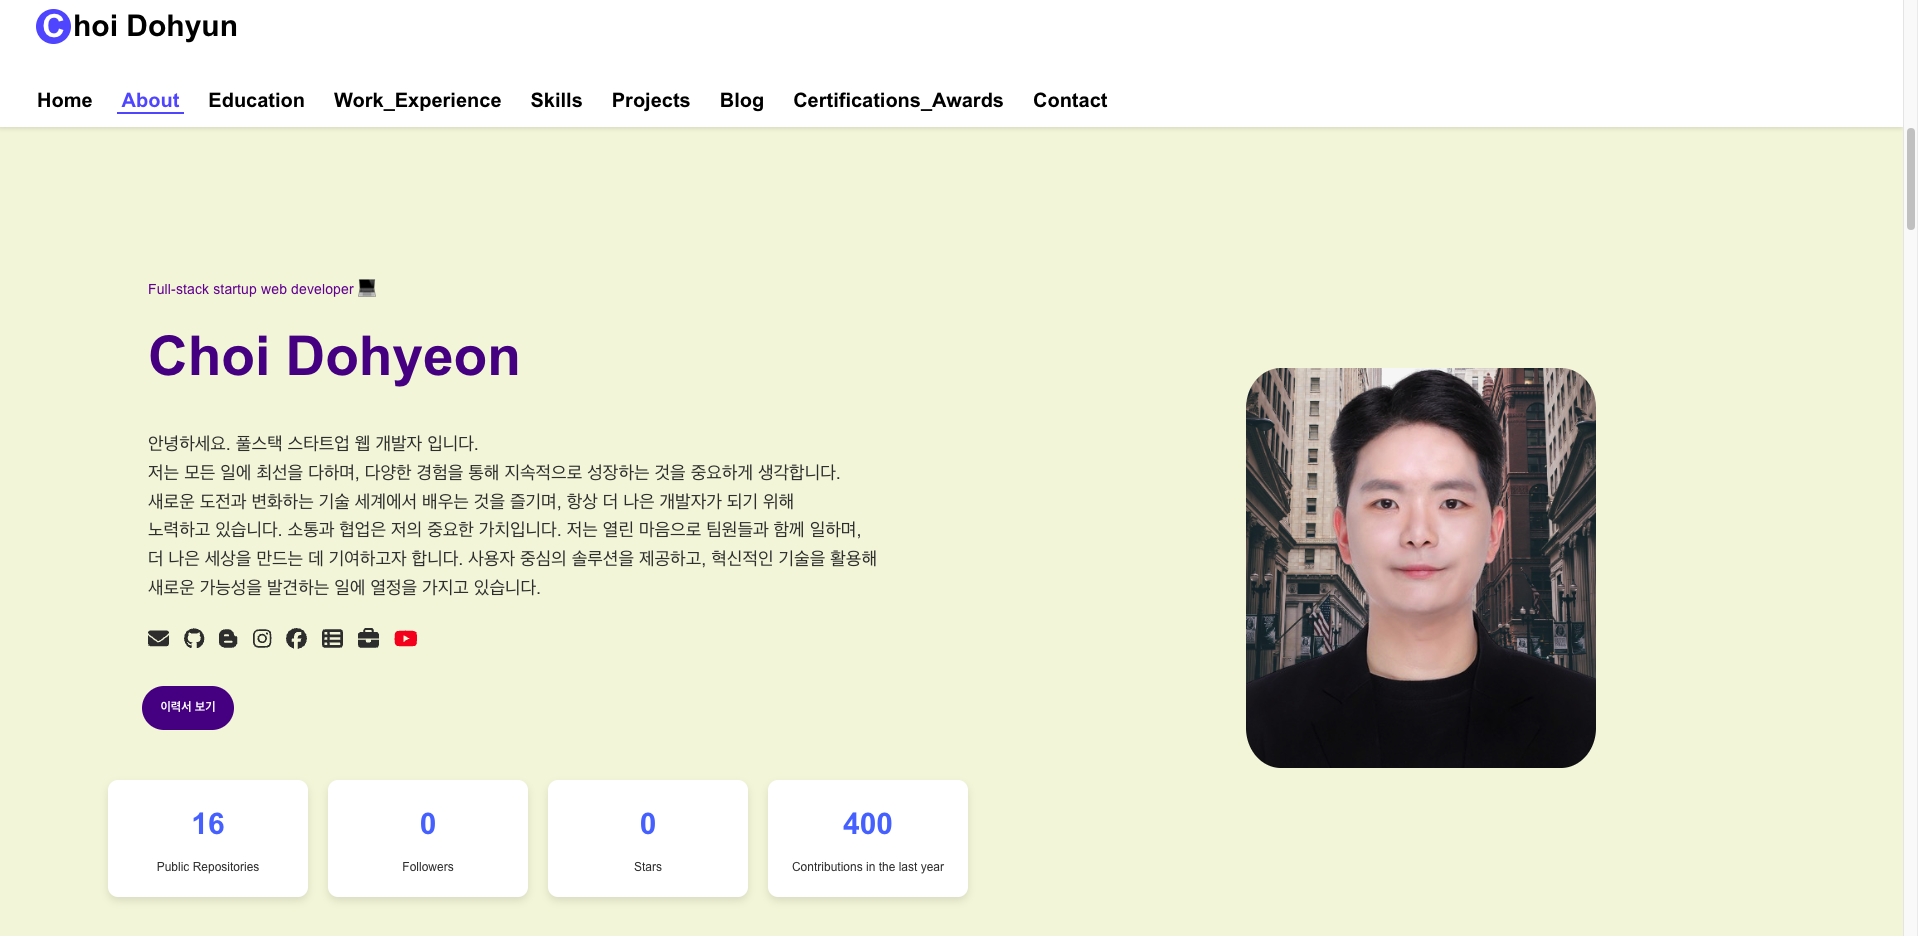 Choi Dohyun
Home About Education Work_Experience Skills Projects Blog Certifications_Awards Contact
Full-stack startup web developer
Choi Dohyeon
안녕하세요. 풀스택 스타트업 웹 개발자 입니다.
저는 모든 일에 최선을 다하며, 다양한 경험을 통해 지속적으로 성장하는 것을 중요하게 생각합니다.
새로운 도전과 변화하는 기술 세계에서 배우는 것을 즐기며, 항상 더 나은 개발자가 되기 위해
노력하고 있습니다. 소통과 협업은 저의 중요한 가치입니다. 저는 열린 마음으로 팀원들과 함께 일하며,
더 나은 세상을 만드는 데 기여하고자 합니다. 사용자 중심의 솔루션을 제공하고, 혁신적인 기술을 활용해
새로운 가능성을 발견하는 일에 열정을 가지고 있습니다.
이력서 보기
16
Public Repositories
0
Followers
0
Stars
400
Contributions in the last year